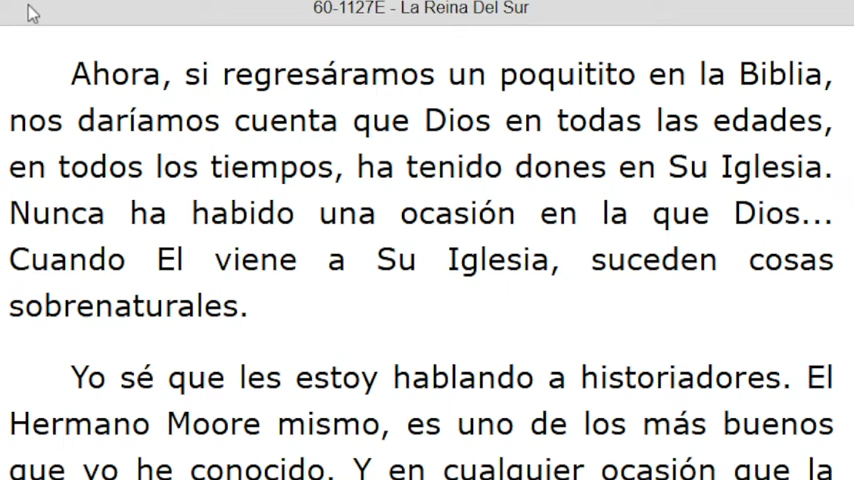 60-1127E - La Reina Del Sur
Ahora, si regresáramos un poquitito en la Biblia,
nos daríamos cuenta que Dios en todas las edades,
en todos los tiempos, ha tenido dones en Su Iglesia.
Nunca ha habido una ocasión en la que Dios...
Cuando El viene a Su Iglesia, suceden cosas
sobrenaturales.
Yo sé que les estoy hablando a historiadores. El
Hermano Moore mismo, es uno de los más buenos
que yo he conocido. Y en cualquier ocasión que la